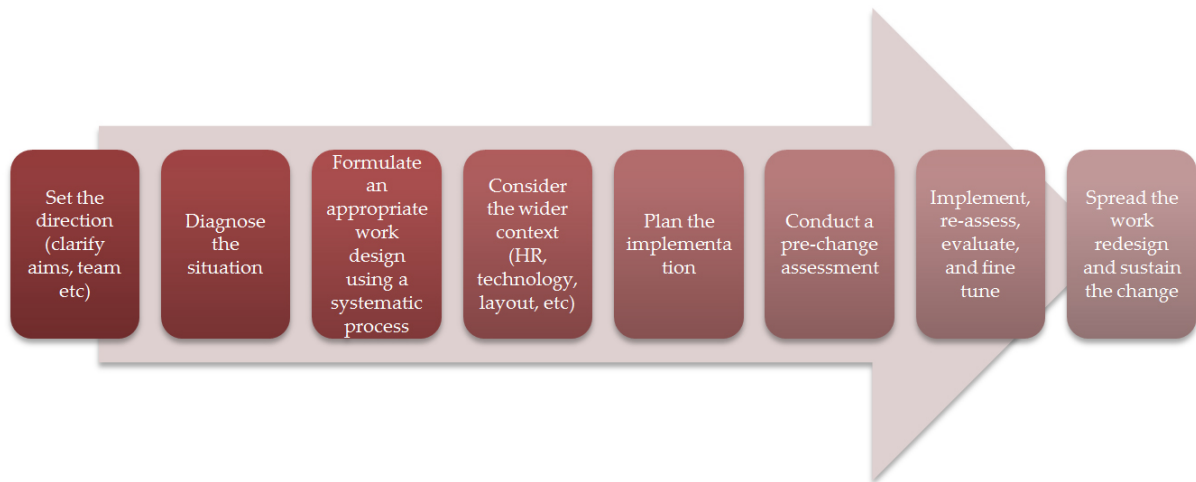 Set the
direction
(clarify
aims, team
etc)
Diagnose
the
situation
Formulate
an
appropriate
work
design
using a
systematic
process
Consider
the wider
context
(HR,
technology,
layout, etc)
Plan the
implementa
tion
Conduct a
pre-change
assessment
Implement,
re-assess,
evaluate,
and fine
tune
Spread the
work
redesign
and sustain
the change